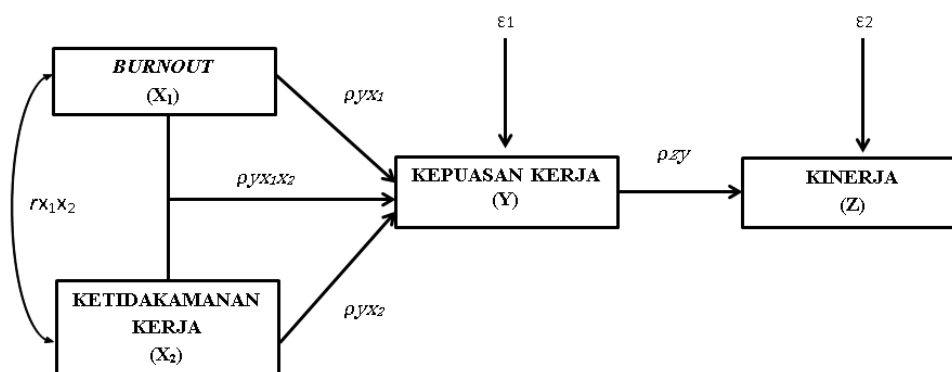 ε1
ε2
BURNOUT
(X₁)
ρyx₁
ρyx₁x₂
rx₁x₂
KEPUASAN KERJA
(Y)
ρzy
KINERJA
(Z)
KETIDAKAMANAN
KERJA
(X₂)
ρyx₂